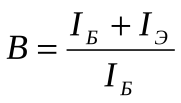 B = (I_Б + I_Э) / I_Б